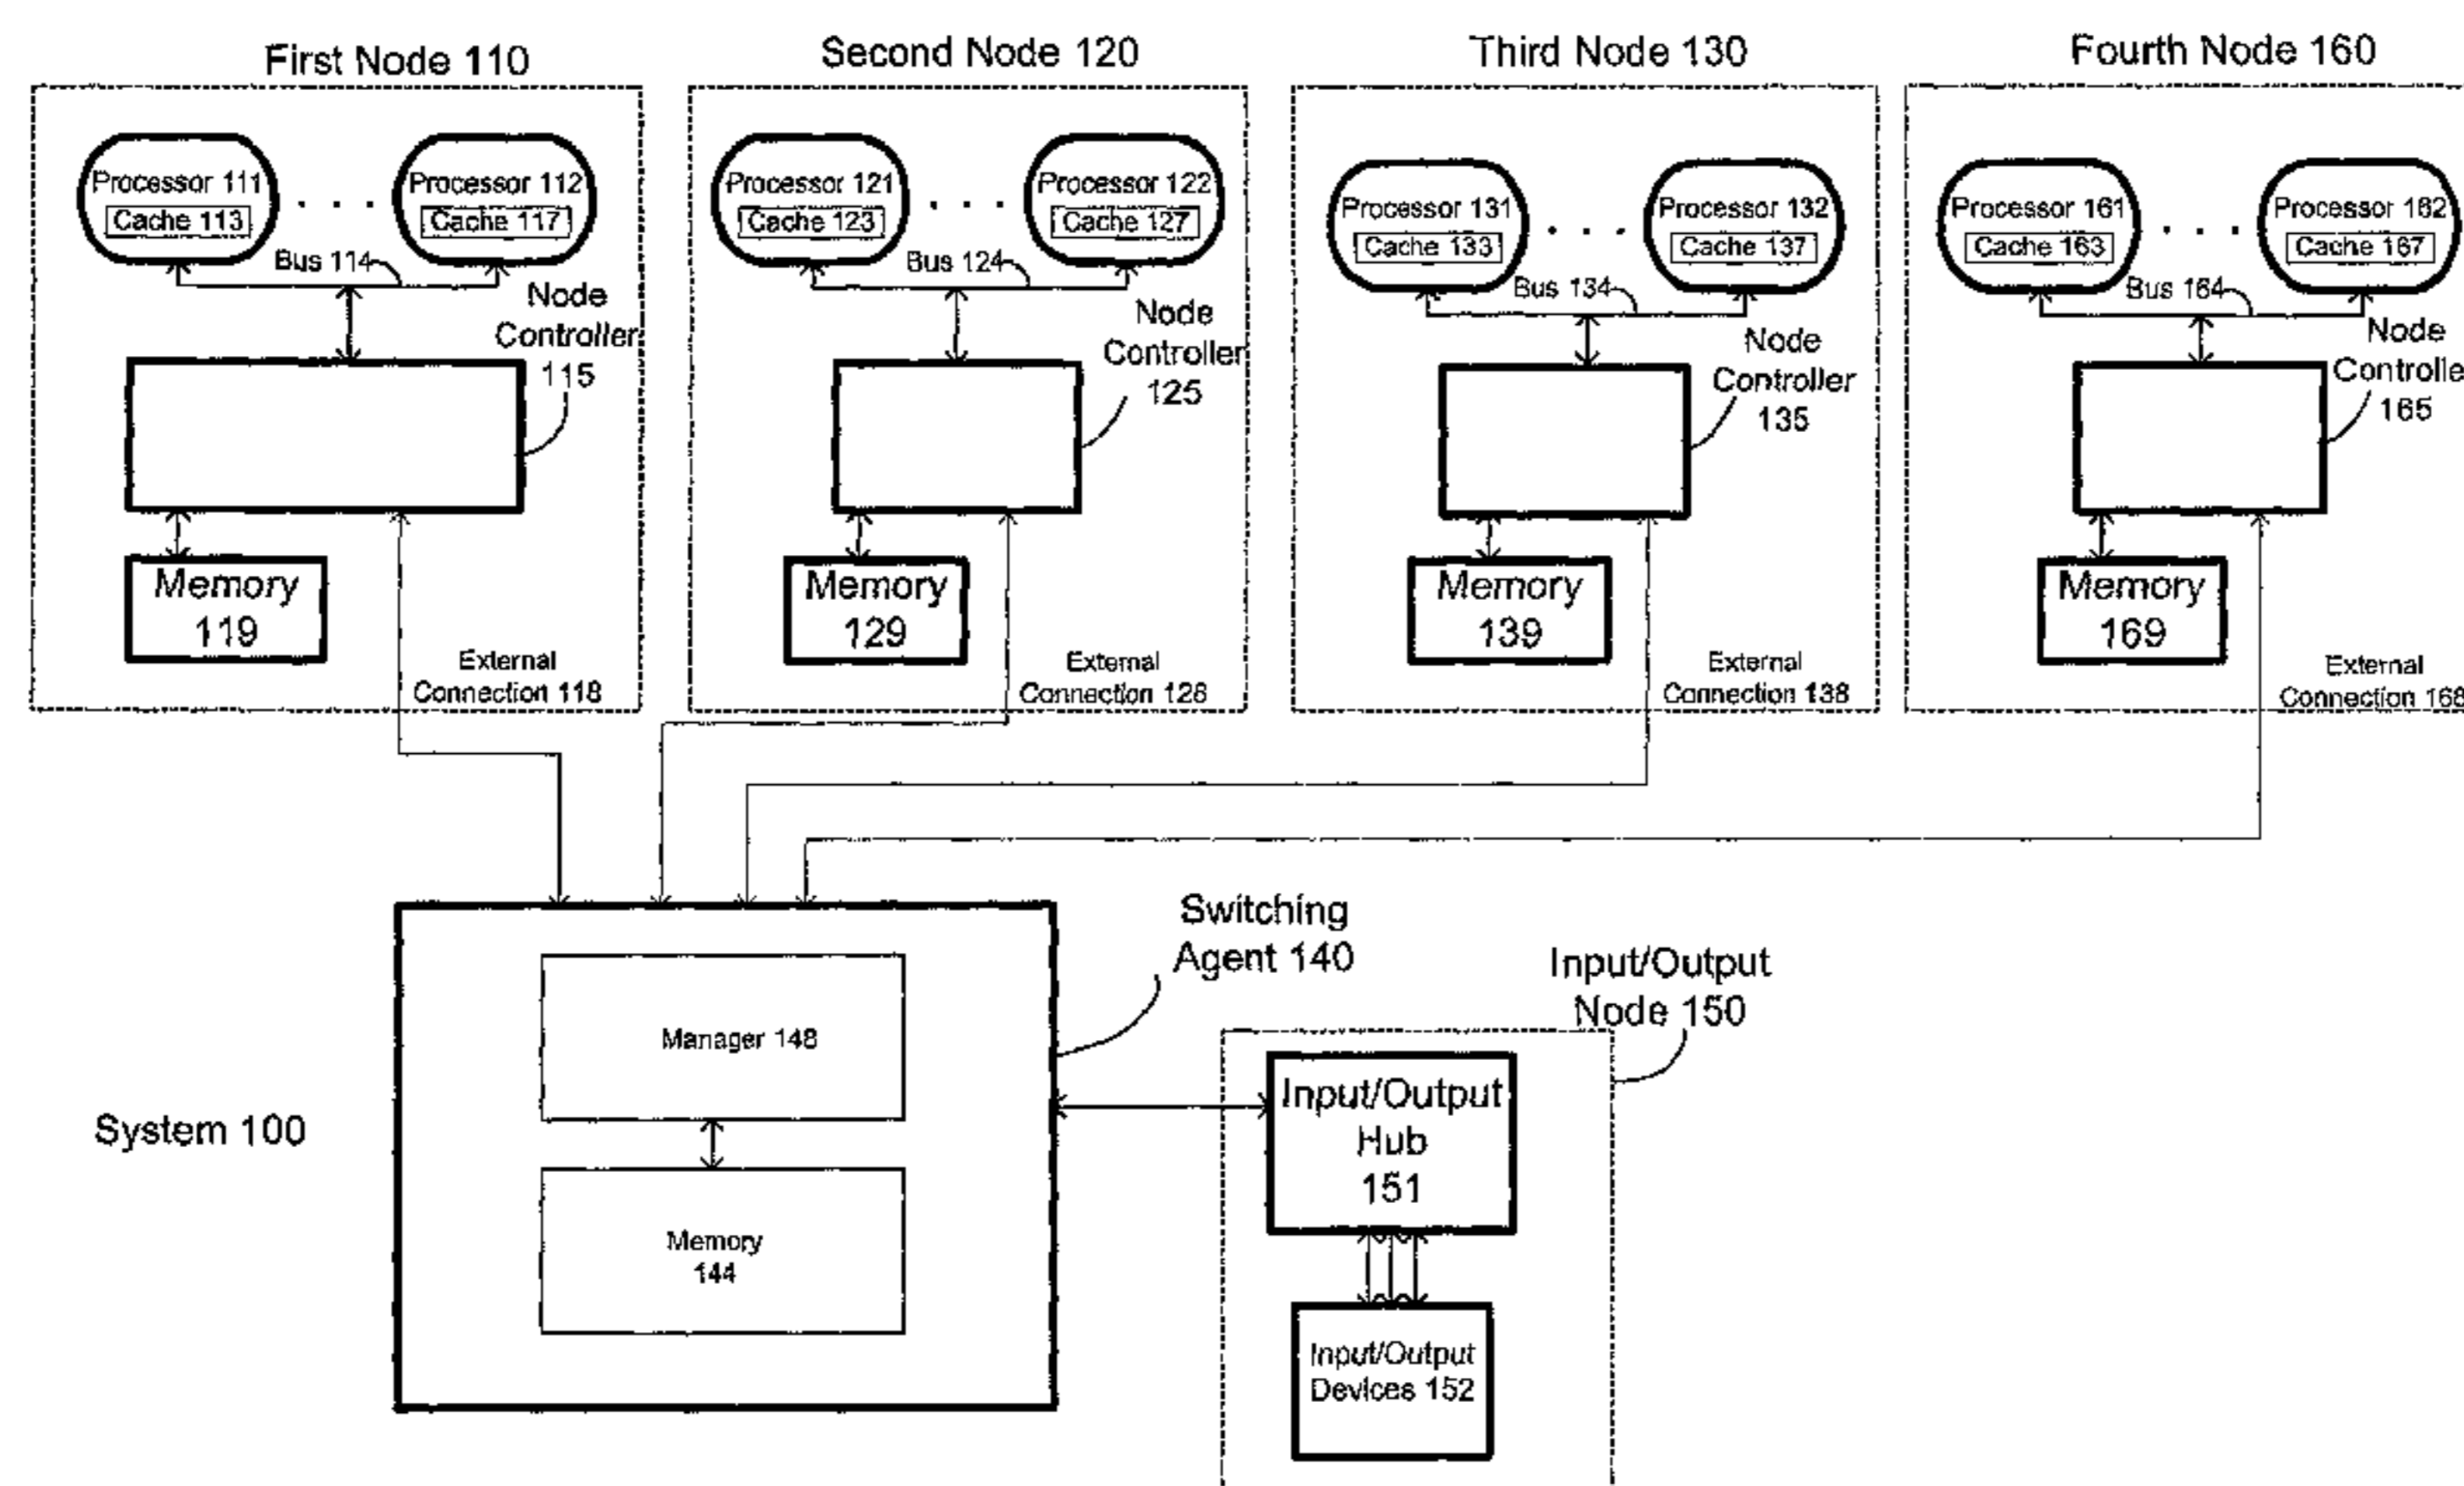 First Node 110
Second Node 120
Third Node 130
Fourth Node 160
Processor 111
Cache 113
Processor 112
Cache 117
Bus 114
Node
Controller
115
Memory
119
External
Connection 118
Processor 121
Cache 123
Processor 122
Cache 127
Bus 124
Node
Controller
125
Memory
129
External
Connection 128
Processor 131
Cache 133
Processor 132
Cache 137
Bus 134
Node
Controller
135
Memory
139
External
Connection 138
Processor 161
Cache 163
Processor 162
Cache 167
Bus 164
Node
Controlle
165
Memory
169
External
Connection 168
System 100
Switching
Agent 140
Manager 148
Memory
144
Input/Output
Node 150
Input/Output
Hub
151
Input/Output
Devices 152